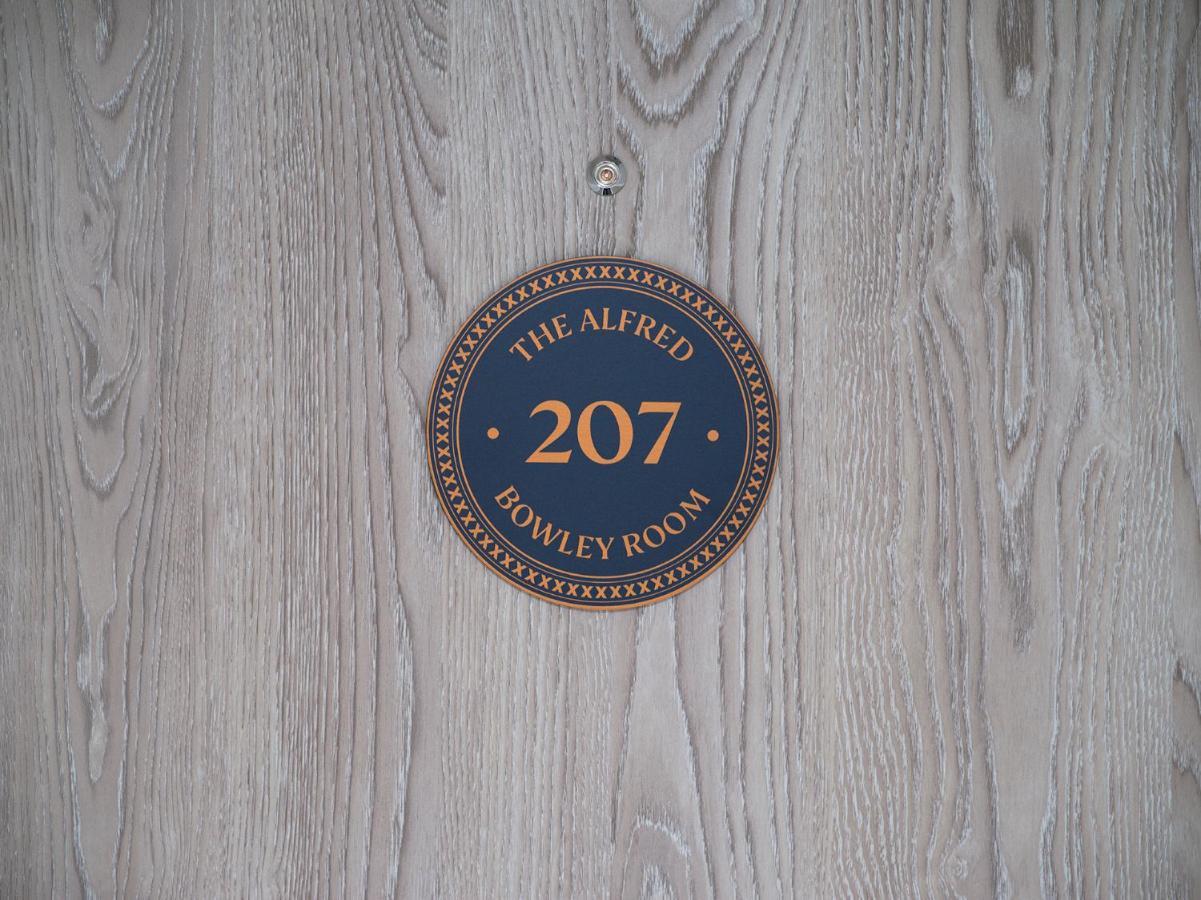 THE ALFRED
207
BOWLEY ROOM